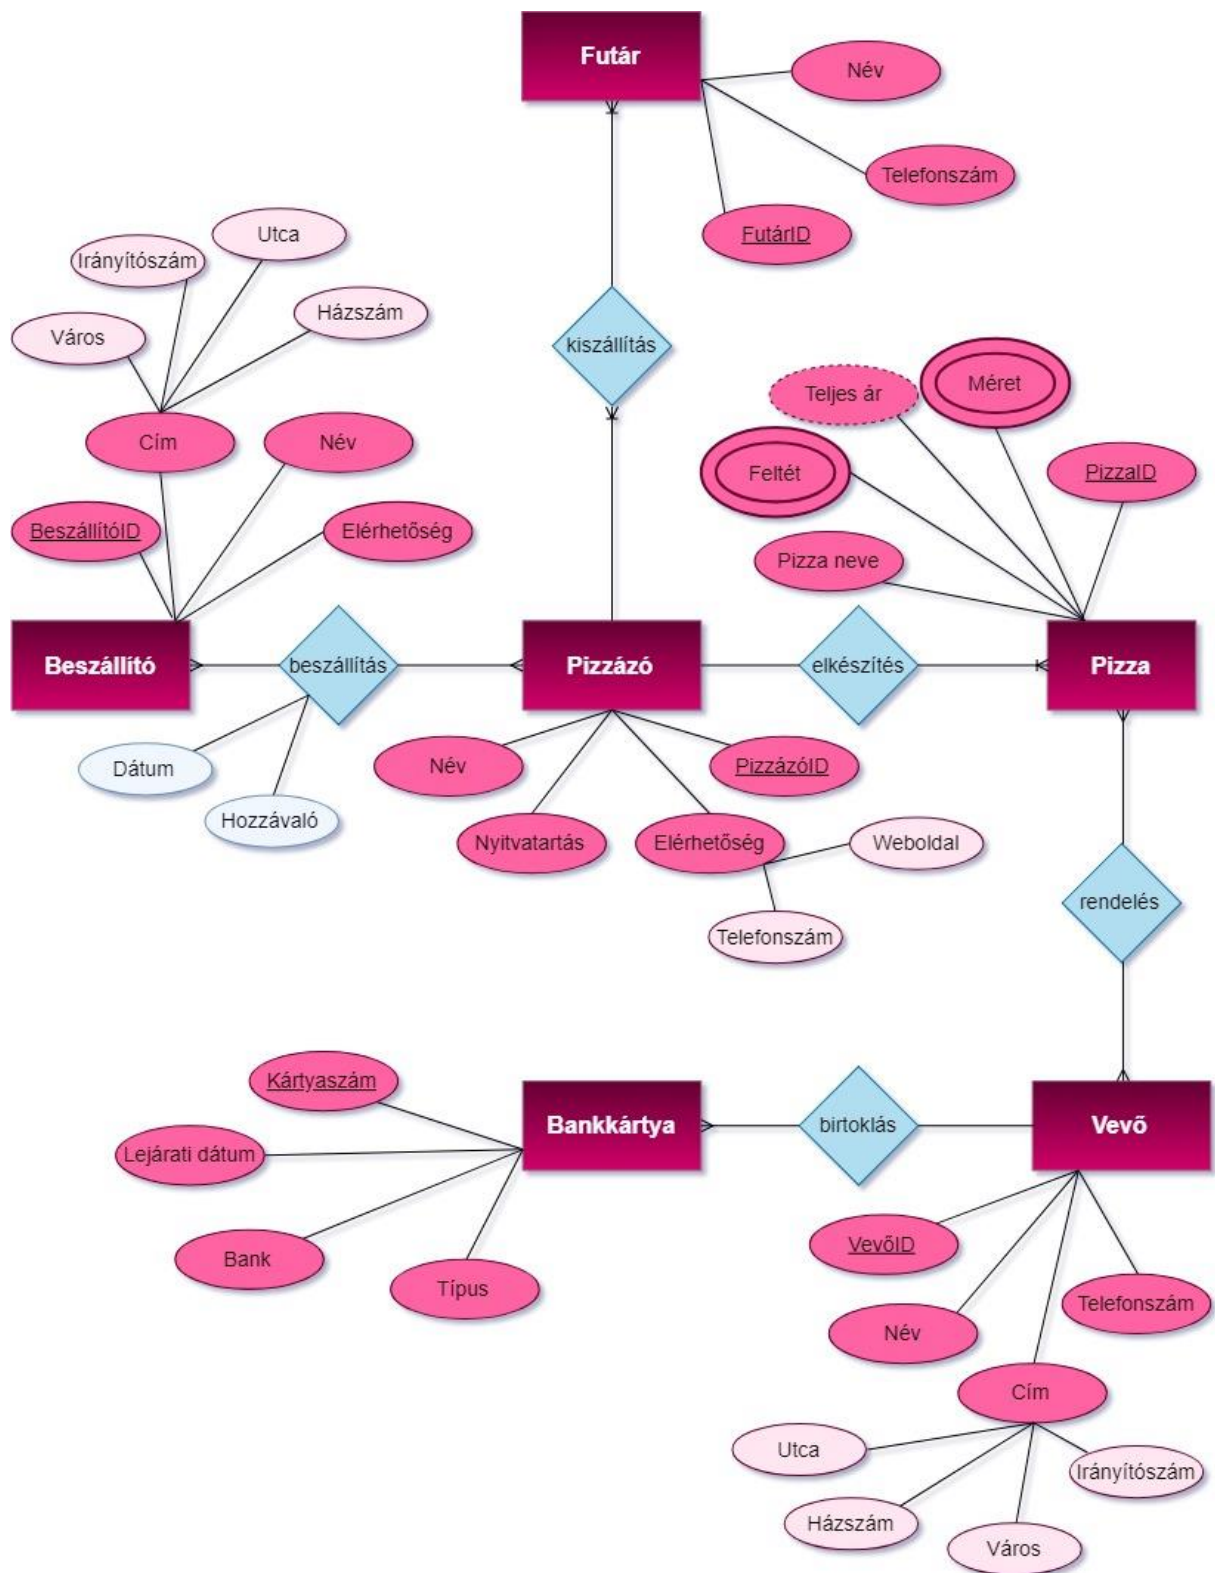 Futár
Név
Telefonszám
FutárID
Utca
Irányítószám
Házszám
Város
kiszállítás
Cím
Név
BeszállítóID
Elérhetőség
Méret
Teljes ár
Feltét
PizzaID
Pizza neve
Beszállító
beszállítás
Pizzázó
elkészítés
Pizza
Dátum
Hozzávaló
Név
PizzázóID
Nyitvatartás
Elérhetőség
Weboldal
Telefonszám
rendelés
Kártyaszám
Bankkártya
birtoklás
Vevő
Lejárati dátum
Bank
Típus
VevőID
Telefonszám
Név
Cím
Utca
Irányítószám
Házszám
Város